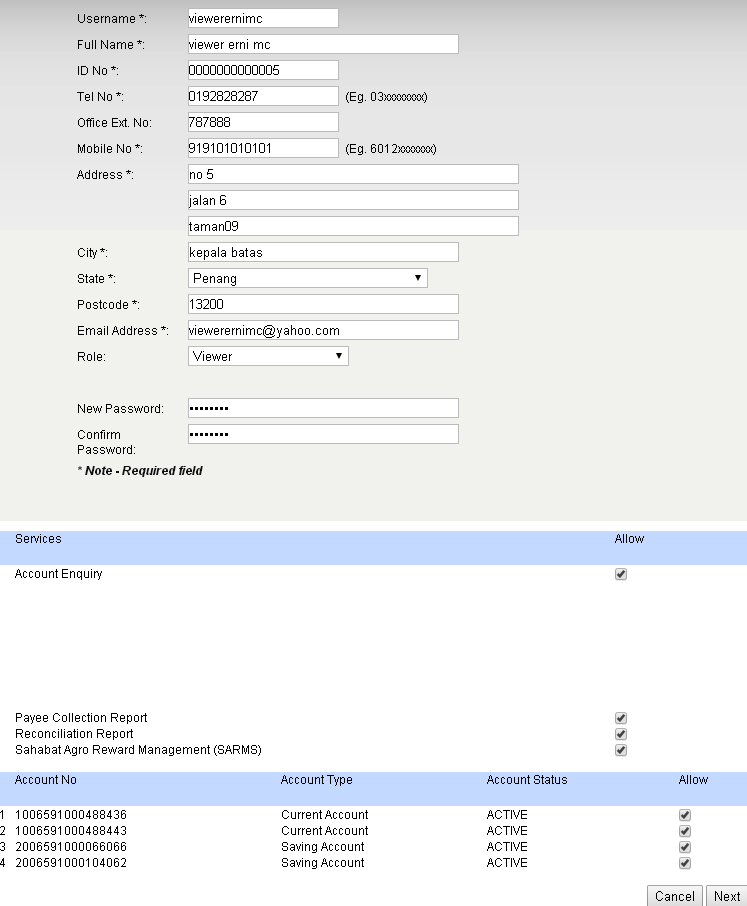 Username *: viewerernimc
Full Name *: viewer erni mc
ID No *: 0000000000005
Tel No *: 0192828287 (Eg. 03xxxxxxxx)
Office Ext. No: 787888
Mobile No *: 919101010101 (Eg. 6012xxxxxxx)
Address *: no 5
jalan 6
taman09
City *: kepala batas
State *: Penang
Postcode *: 13200
Email Address *: viewerernimc@yahoo.com
Role: Viewer
New Password: ••••••••
Confirm
Password: ••••••••
* Note - Required field
Services Allow
Account Enquiry
Payee Collection Report
Reconciliation Report
Sahabat Agro Reward Management (SARMS)
Account No Account Type Account Status Allow
1 1006591000488436 Current Account ACTIVE
2 1006591000488443 Current Account ACTIVE
3 2006591000066066 Saving Account ACTIVE
4 2006591000104062 Saving Account ACTIVE
Cancel Next